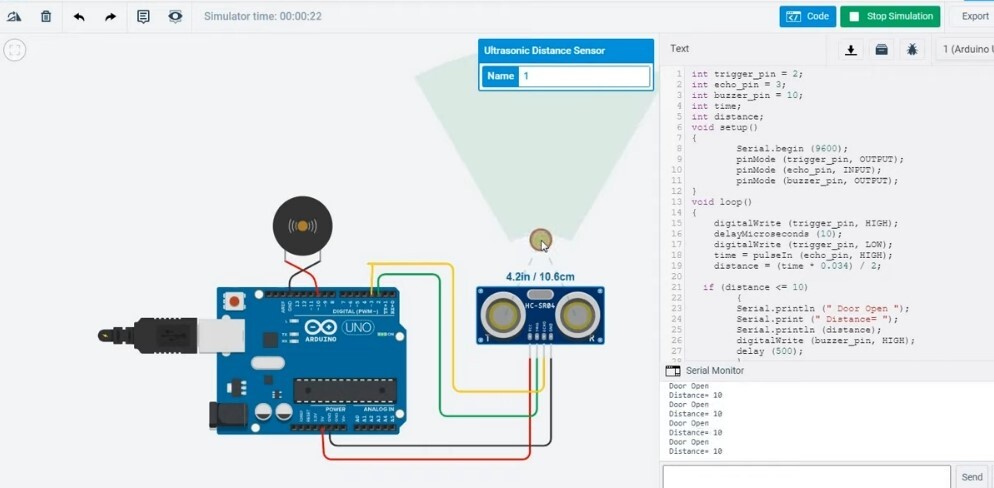 Simulator time: 00:00:22
Code
Stop Simulation
Export
Ultrasonic Distance Sensor
Name 1
Text
1 (Arduino U
1 int trigger_pin = 2;
2 int echo_pin = 3;
3 int buzzer_pin = 10;
4 int time;
5 int distance;
6 void setup()
7 {
8 Serial.begin (9600);
9 pinMode (trigger_pin, OUTPUT);
10 pinMode (echo_pin, INPUT);
11 pinMode (buzzer_pin, OUTPUT);
12 }
13 void loop()
14 {
15 digitalWrite (trigger_pin, HIGH);
16 delayMicroseconds (10);
17 digitalWrite (trigger_pin, LOW);
18 time = pulseIn (echo_pin, HIGH);
19 distance = (time * 0.034) / 2;
20
21 if (distance <= 10)
22 {
23 Serial.println (" Door Open ");
24 Serial.print (" Distance= ");
25 Serial.println (distance);
26 digitalWrite (buzzer_pin, HIGH);
27 delay (500);
4.2in / 10.6cm
HC-SR04
DIGITAL (PWM~)
UNO
ARDUINO
POWER
ANALOG IN
Serial Monitor
Door Open
Distance= 10
Door Open
Distance= 10
Door Open
Distance= 10
Door Open
Distance= 10
Send